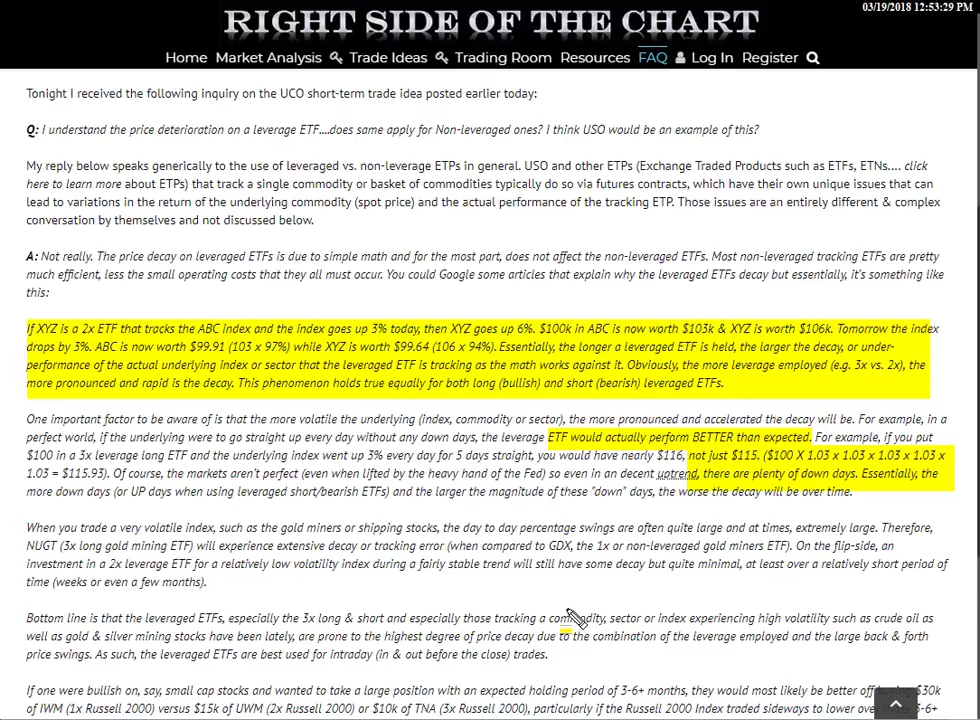 03/19/2018 12:53:29 PM
RIGHT SIDE OF THE CHART
Home Market Analysis Trade Ideas Trading Room Resources FAQ Log In Register
Tonight I received the following inquiry on the UCO short-term trade idea posted earlier today:
Q: I understand the price deterioration on a leverage ETF....does same apply for Non-leveraged ones? I think USO would be an example of this?
My reply below speaks generically to the use of leveraged vs. non-leverage ETPs in general. USO and other ETPs (Exchange Traded Products such as ETFs, ETNs.... click
here to learn more about ETPs) that track a single commodity or basket of commodities typically do so via futures contracts, which have their own unique issues that can
lead to variations in the return of the underlying commodity (spot price) and the actual performance of the tracking ETP. Those issues are an entirely different & complex
conversation by themselves and not discussed below.
A: Not really. The price decay on leveraged ETFs is due to simple math and for the most part, does not affect the non-leveraged ETFs. Most non-leveraged tracking ETFs are pretty
much efficient, less the small operating costs that they all must occur. You could Google some articles that explain why the leveraged ETFs decay but essentially, it's something like
this:
If XYZ is a 2x ETF that tracks the ABC index and the index goes up 3% today, then XYZ goes up 6%. $100k in ABC is now worth $103k & XYZ is worth $106k. Tomorrow the index
drops by 3%. ABC is now worth $99.91 (103 x 97%) while XYZ is worth $99.64 (106 x 94%). Essentially, the longer a leveraged ETF is held, the larger the decay, or under-
performance of the actual underlying index or sector that the leveraged ETF is tracking as the math works against it. Obviously, the more leverage employed (e.g. 3x vs. 2x), the
more pronounced and rapid is the decay. This phenomenon holds true equally for both long (bullish) and short (bearish) leveraged ETFs.
One important factor to be aware of is that the more volatile the underlying (index, commodity or sector), the more pronounced and accelerated the decay will be. For example, in a
perfect world, if the underlying were to go straight up every day without any down days, the leverage ETF would actually perform BETTER than expected. For example, if you put
$100 in a 3x leverage long ETF and the underlying index went up 3% every day for 5 days straight, you would have nearly $116, not just $115. ($100 X 1.03 x 1.03 x 1.03 x 1.03 x
1.03 = $115.93). Of course, the markets aren't perfect (even when lifted by the heavy hand of the Fed) so even in an decent uptrend, there are plenty of down days. Essentially, the
more down days (or UP days when using leveraged short/bearish ETFs) and the larger the magnitude of these "down" days, the worse the decay will be over time.
When you trade a very volatile index, such as the gold miners or shipping stocks, the day to day percentage swings are often quite large and at times, extremely large. Therefore,
NUGT (3x long gold mining ETF) will experience extensive decay or tracking error (when compared to GDX, the 1x or non-leveraged gold miners ETF). On the flip-side, an
investment in a 2x leverage ETF for a relatively low volatility index during a fairly stable trend will still have some decay but quite minimal, at least over a relatively short period of
time (weeks or even a few months).
Bottom line is that the leveraged ETFs, especially the 3x long & short and especially those tracking a commodity, sector or index experiencing high volatility such as crude oil as
well as gold & silver mining stocks have been lately, are prone to the highest degree of price decay due to the combination of the leverage employed and the large back & forth
price swings. As such, the leveraged ETFs are best used for intraday (in & out before the close) trades.
If one were bullish on, say, small cap stocks and wanted to take a large position with an expected holding period of 3-6+ months, they would most likely be better off buying $30k
of IWM (1x Russell 2000) versus $15k of UWM (2x Russell 2000) or $10k of TNA (3x Russell 2000), particularly if the Russell 2000 Index traded sideways to lower over 3-6+